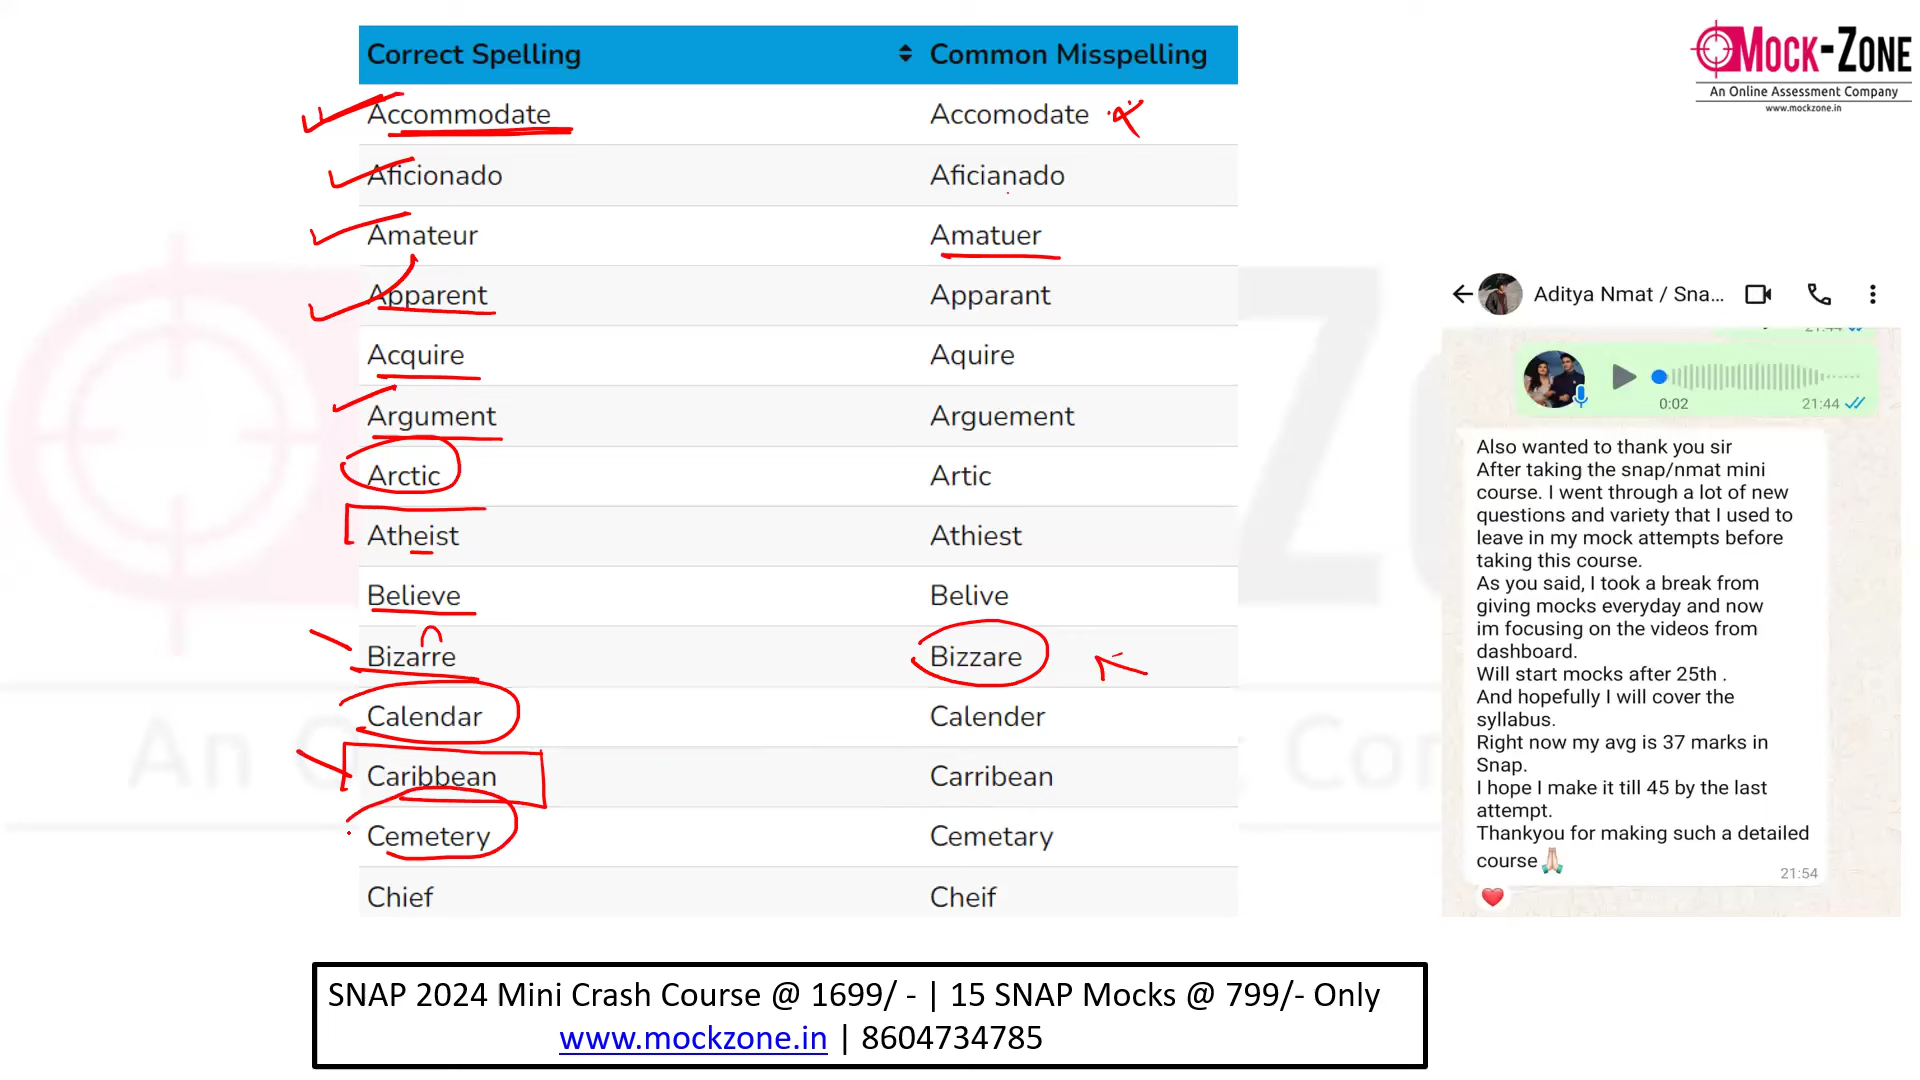 Correct Spelling Common Misspelling
Accommodate Accomodate
Aficionado Aficianado
Amateur Amatuer
Apparent Apparant
Acquire Aquire
Argument Arguement
Arctic Artic
Atheist Athiest
Believe Belive
Bizarre Bizzare
Calendar Calender
Caribbean Carribean
Cemetery Cemetary
Chief Cheif
MOCK-ZONE
An Online Assessment Company
www.mockzone.in
Aditya Nmat / Sna...
21:44
0:02 21:44
Also wanted to thank you sir
After taking the snap/nmat mini
course. I went through a lot of new
questions and variety that I used to
leave in my mock attempts before
taking this course.
As you said, I took a break from
giving mocks everyday and now
im focusing on the videos from
dashboard.
Will start mocks after 25th .
And hopefully I will cover the
syllabus.
Right now my avg is 37 marks in
Snap.
I hope I make it till 45 by the last
attempt.
Thankyou for making such a detailed
course🙏
21:54
SNAP 2024 Mini Crash Course @ 1699/ - | 15 SNAP Mocks @ 799/- Only
www.mockzone.in | 8604734785